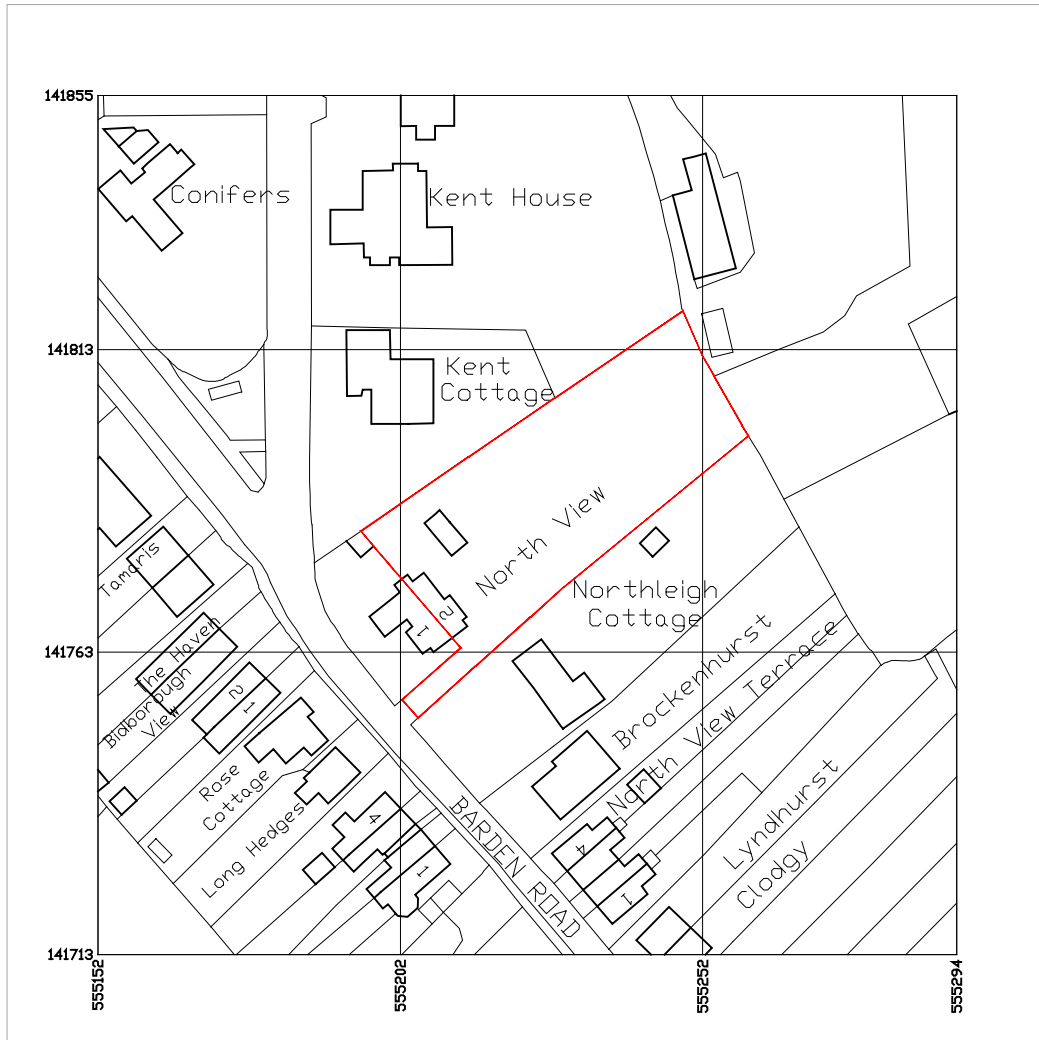 141855
Conifers
Kent House
141813
Kent
Cottage
North View
Tamaris
Northleigh
Cottage
2
1
141763
The Haven
Bidborough
View
2
1
Brockenhurst
North View Terrace
Rose
Cottage
Long Hedges
4
1
BARDEN ROAD
4
1
Lyndhurst
Clodgy
141713
555152
555202
555252
555294